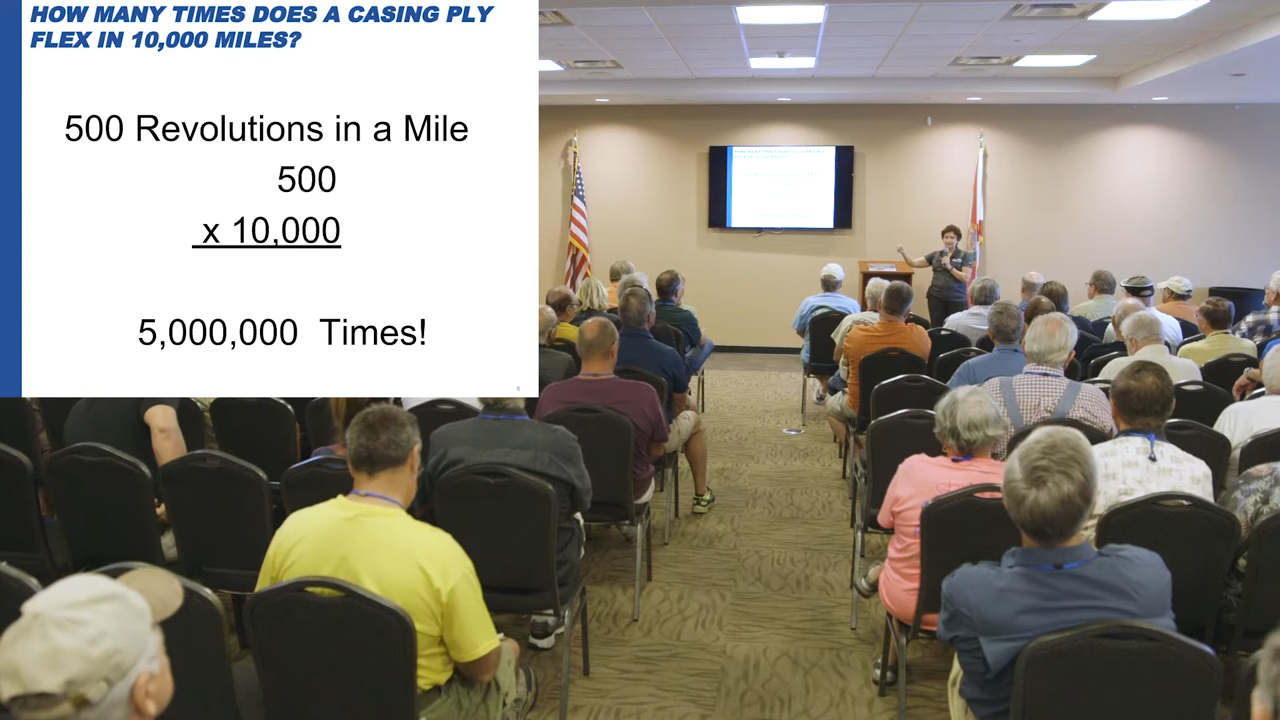 HOW MANY TIMES DOES A CASING PLY
FLEX IN 10,000 MILES?
500 Revolutions in a Mile
500
x 10,000
5,000,000 Times!